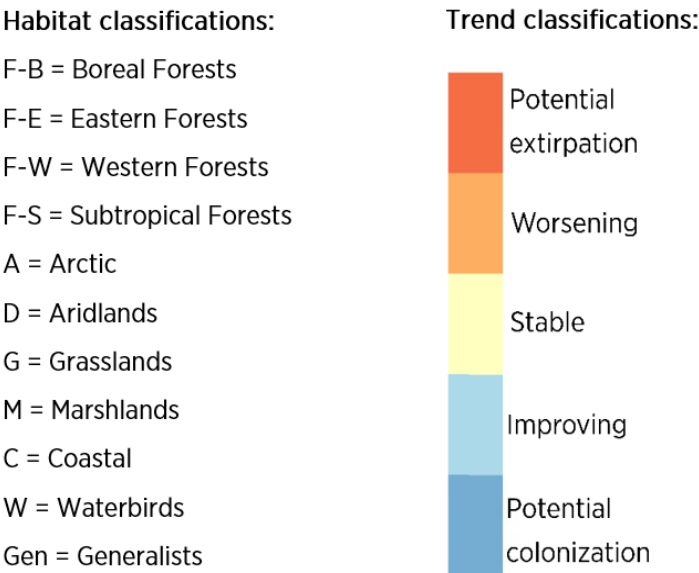 Habitat classifications:
F-B = Boreal Forests
F-E = Eastern Forests
F-W = Western Forests
F-S = Subtropical Forests
A = Arctic
D = Aridlands
G = Grasslands
M = Marshlands
C = Coastal
W = Waterbirds
Gen = Generalists
Trend classifications:
Potential
extirpation
Worsening
Stable
Improving
Potential
colonization